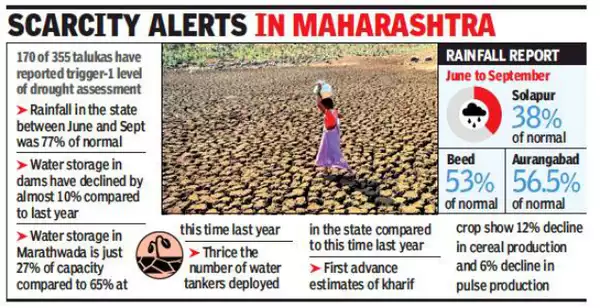 SCARCITY ALERTS IN MAHARASHTRA
170 of 355 talukas have
reported trigger-1 level
of drought assessment
➤ Rainfall in the state
between June and Sept
was 77% of normal
➤ Water storage in
dams have declined by
almost 10% compared
to last year
➤ Water storage in
Marathwada is just
27% of capacity
compared to 65% at
this time last year
➤ Thrice the
number of water
tankers deployed
in the state compared
to this time last year
➤ First advance
estimates of kharif
crop show 12% decline
in cereal production
and 6% decline in
pulse production
RAINFALL REPORT
June to September
Solapur
38%
of normal
Beed
53%
of normal
Aurangabad
56.5%
of normal